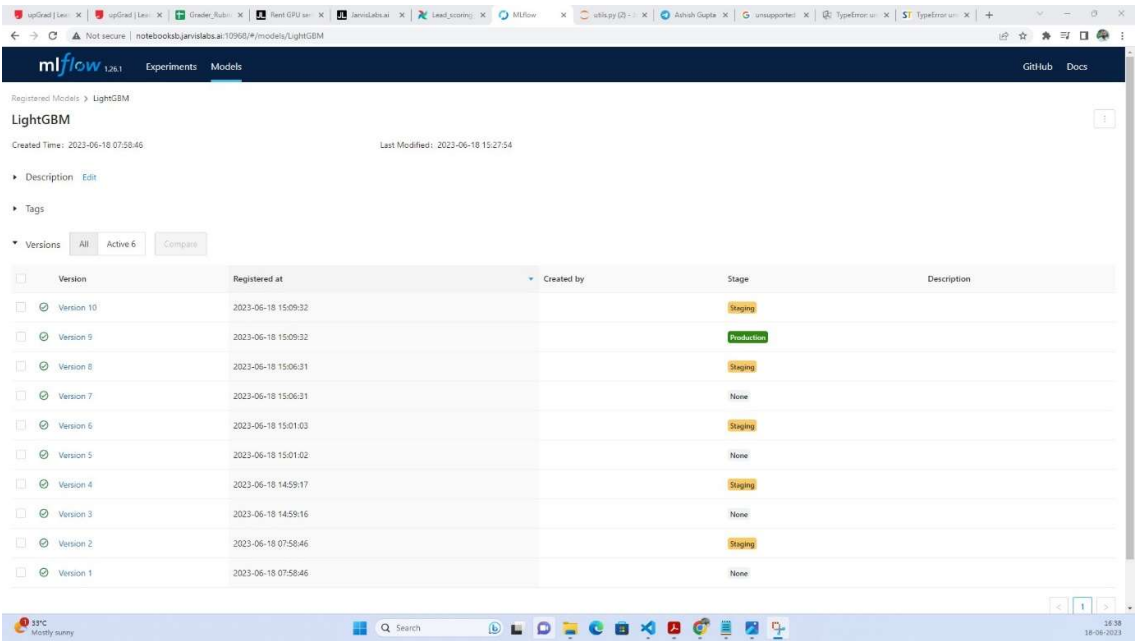 upGrad | Lea
upGrad | Lea
Grader_Rubri
Rent GPU ser
JarvisLabs.ai
Lead_scoring
MLflow
utils.py (2) - J
Ashish Gupta
unsupported
TypeError: un
TypeError un
Not secure | notebooksb.jarvislabs.ai:10968/#/models/LightGBM
mlflow 1.26.1 Experiments Models GitHub Docs
Registered Models > LightGBM
LightGBM
Created Time: 2023-06-18 07:58:46 Last Modified: 2023-06-18 15:27:54
Description Edit
Tags
Versions All Active 6 Compare
Version Registered at Created by Stage Description
Version 10 2023-06-18 15:09:32 Staging
Version 9 2023-06-18 15:09:32 Production
Version 8 2023-06-18 15:06:31 Staging
Version 7 2023-06-18 15:06:31 None
Version 6 2023-06-18 15:01:03 Staging
Version 5 2023-06-18 15:01:02 None
Version 4 2023-06-18 14:59:17 Staging
Version 3 2023-06-18 14:59:16 None
Version 2 2023-06-18 07:58:46 Staging
Version 1 2023-06-18 07:58:46 None
< 1 >
33°C
Mostly sunny
Search
16:38
18-06-2023